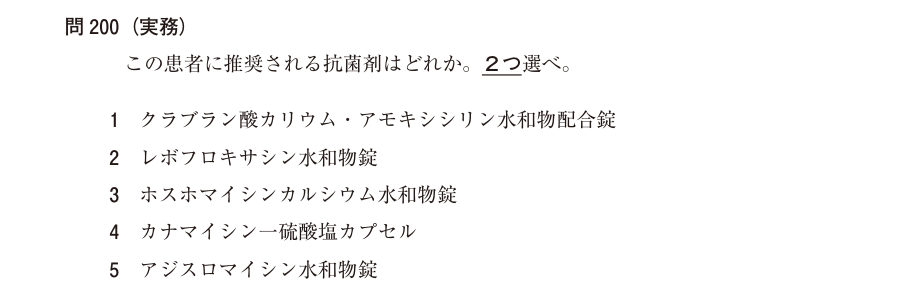 問 200（実務）
この患者に推奨される抗菌剤はどれか。２つ選べ。
1 クラブラン酸カリウム・アモキシシリン水和物配合錠
2 レボフロキサシン水和物錠
3 ホスホマイシンカルシウム水和物錠
4 カナマイシン一硫酸塩カプセル
5 アジスロマイシン水和物錠